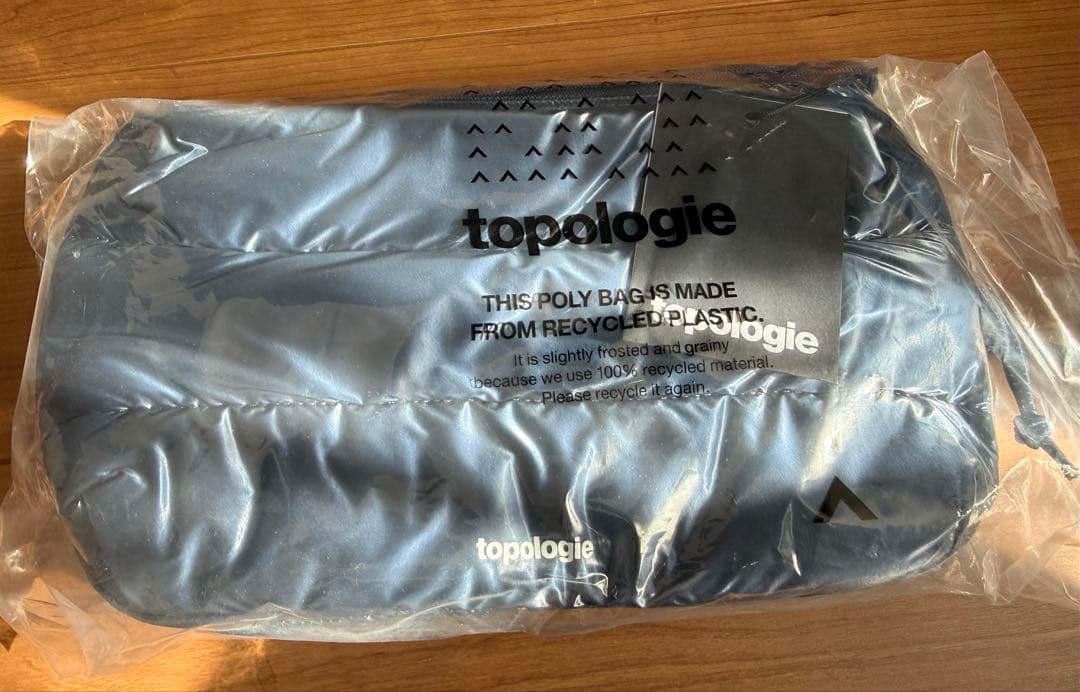 topologie
THIS POLY BAG IS MADE
FROM RECYCLED PLASTIC.
topologie
It is slightly frosted and grainy
because we use 100% recycled material.
Please recycle it again.
topologie